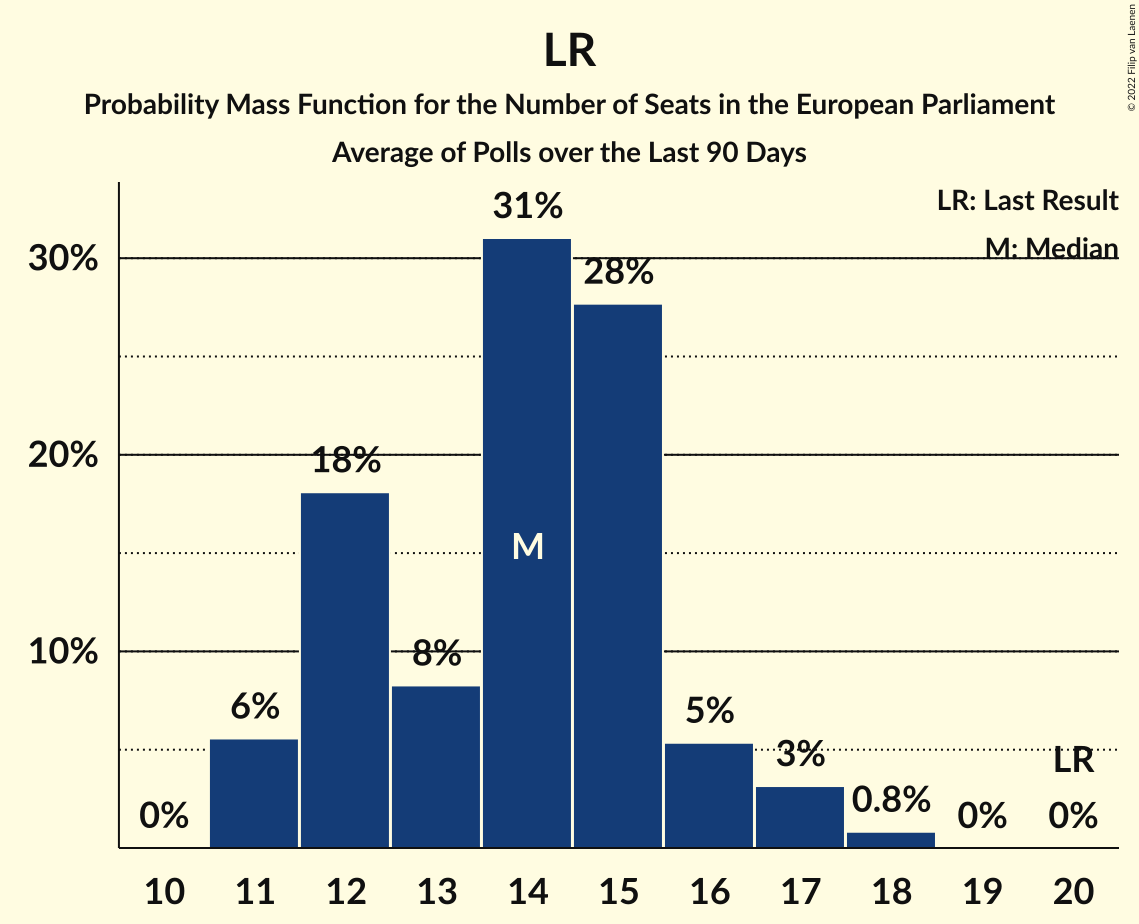 LR
Probability Mass Function for the Number of Seats in the European Parliament
Average of Polls over the Last 90 Days
© 2022 Filip van Laenen
LR: Last Result
M: Median
30%
20%
10%
0%
6%
18%
8%
31%
28%
5%
3%
0.8%
0%
0%
M
LR
10 11 12 13 14 15 16 17 18 19 20